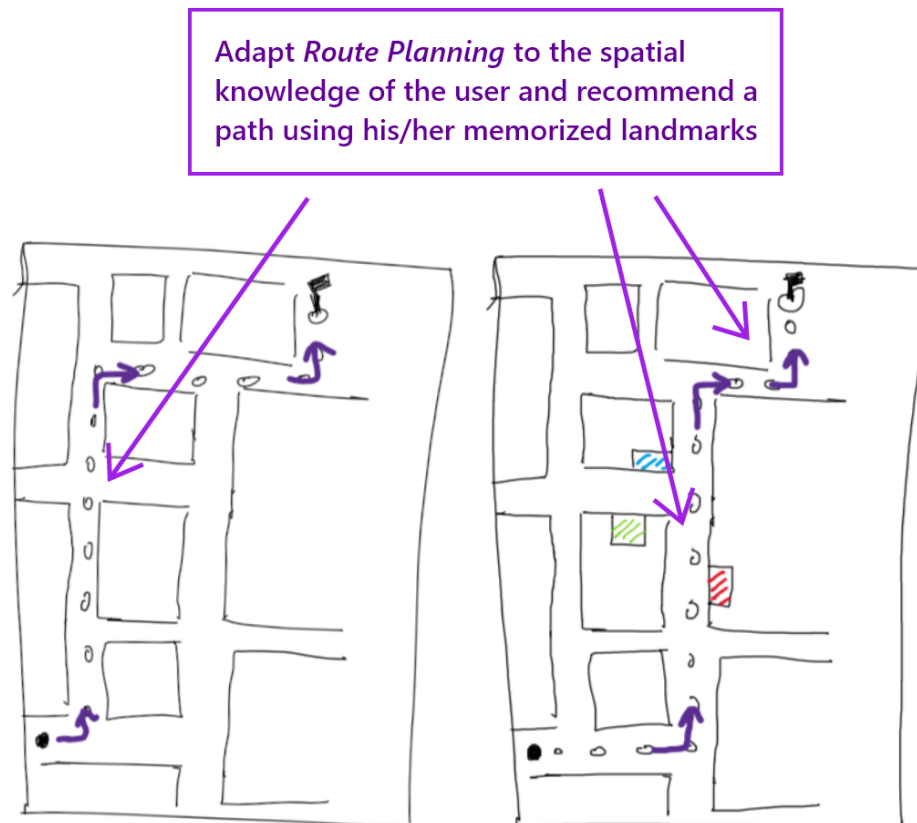 Adapt Route Planning to the spatial
knowledge of the user and recommend a
path using his/her memorized landmarks